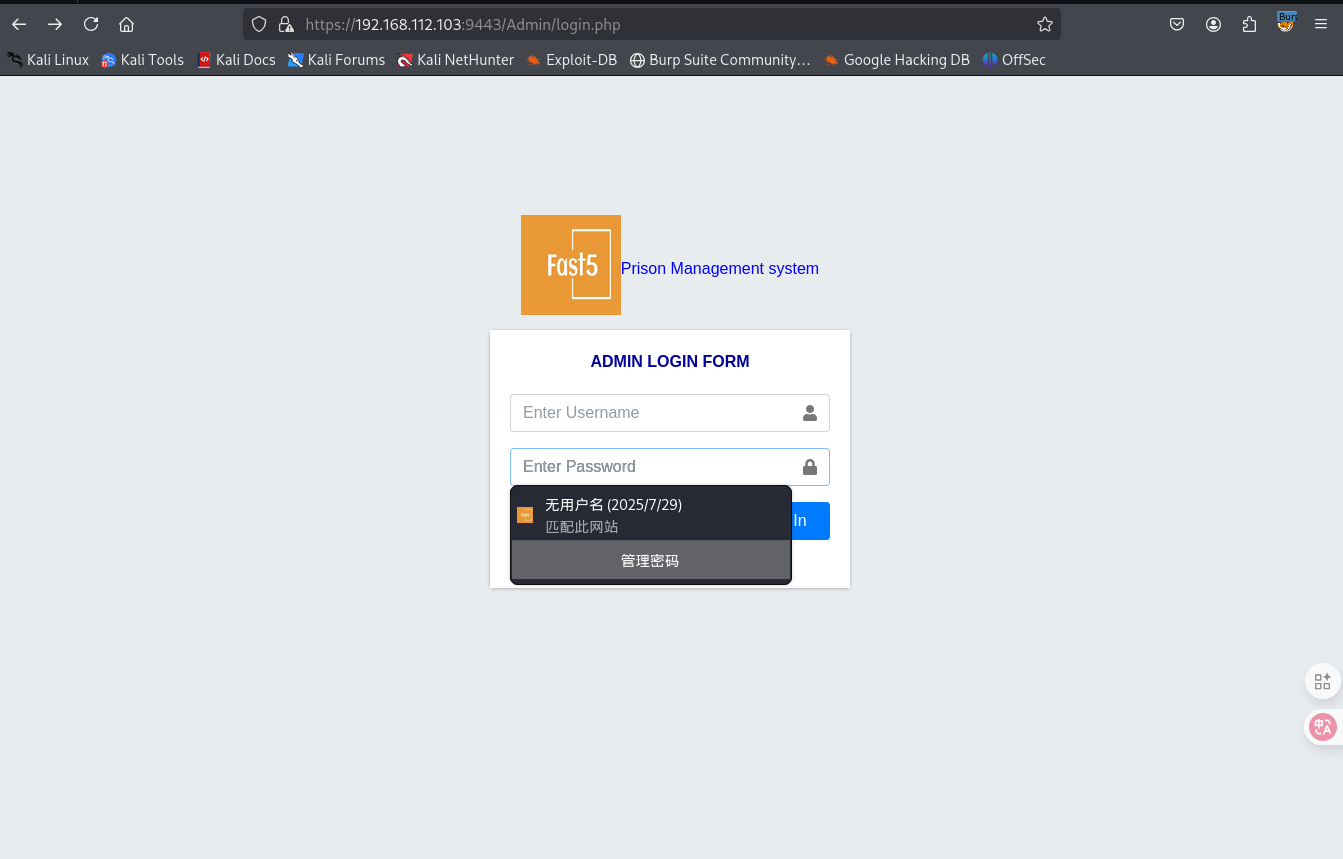 https://192.168.112.103:9443/Admin/login.php
Kali Linux Kali Tools Kali Docs Kali Forums Kali NetHunter Exploit-DB Burp Suite Community… Google Hacking DB OffSec
Fast5
Prison Management system
ADMIN LOGIN FORM
Enter Username
Enter Password
无用户名 (2025/7/29)
匹配此网站
In
管理密码